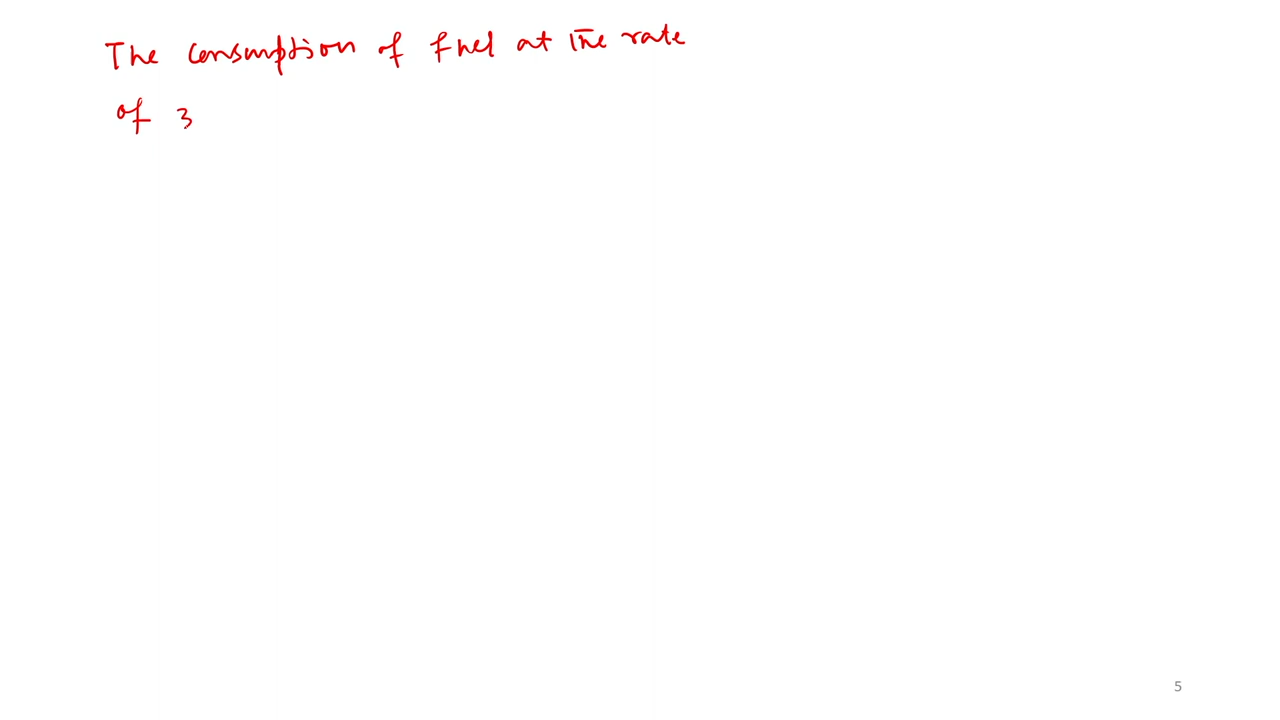 The consumption of fuel at the rate
of 3
5